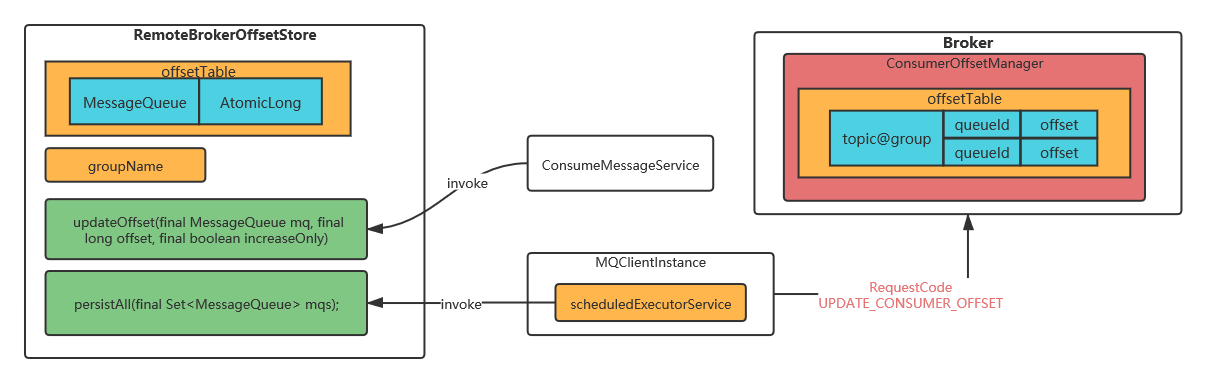 RemoteBrokerOffsetStore
offsetTable
MessageQueue
AtomicLong
groupName
updateOffset(final MessageQueue mq, final
long offset, final boolean increaseOnly)
persistAll(final Set<MessageQueue> mqs);
invoke
invoke
ConsumeMessageService
MQClientInstance
scheduledExecutorService
Broker
ConsumerOffsetManager
offsetTable
topic@group
queueId
offset
queueId
offset
RequestCode
UPDATE_CONSUMER_OFFSET